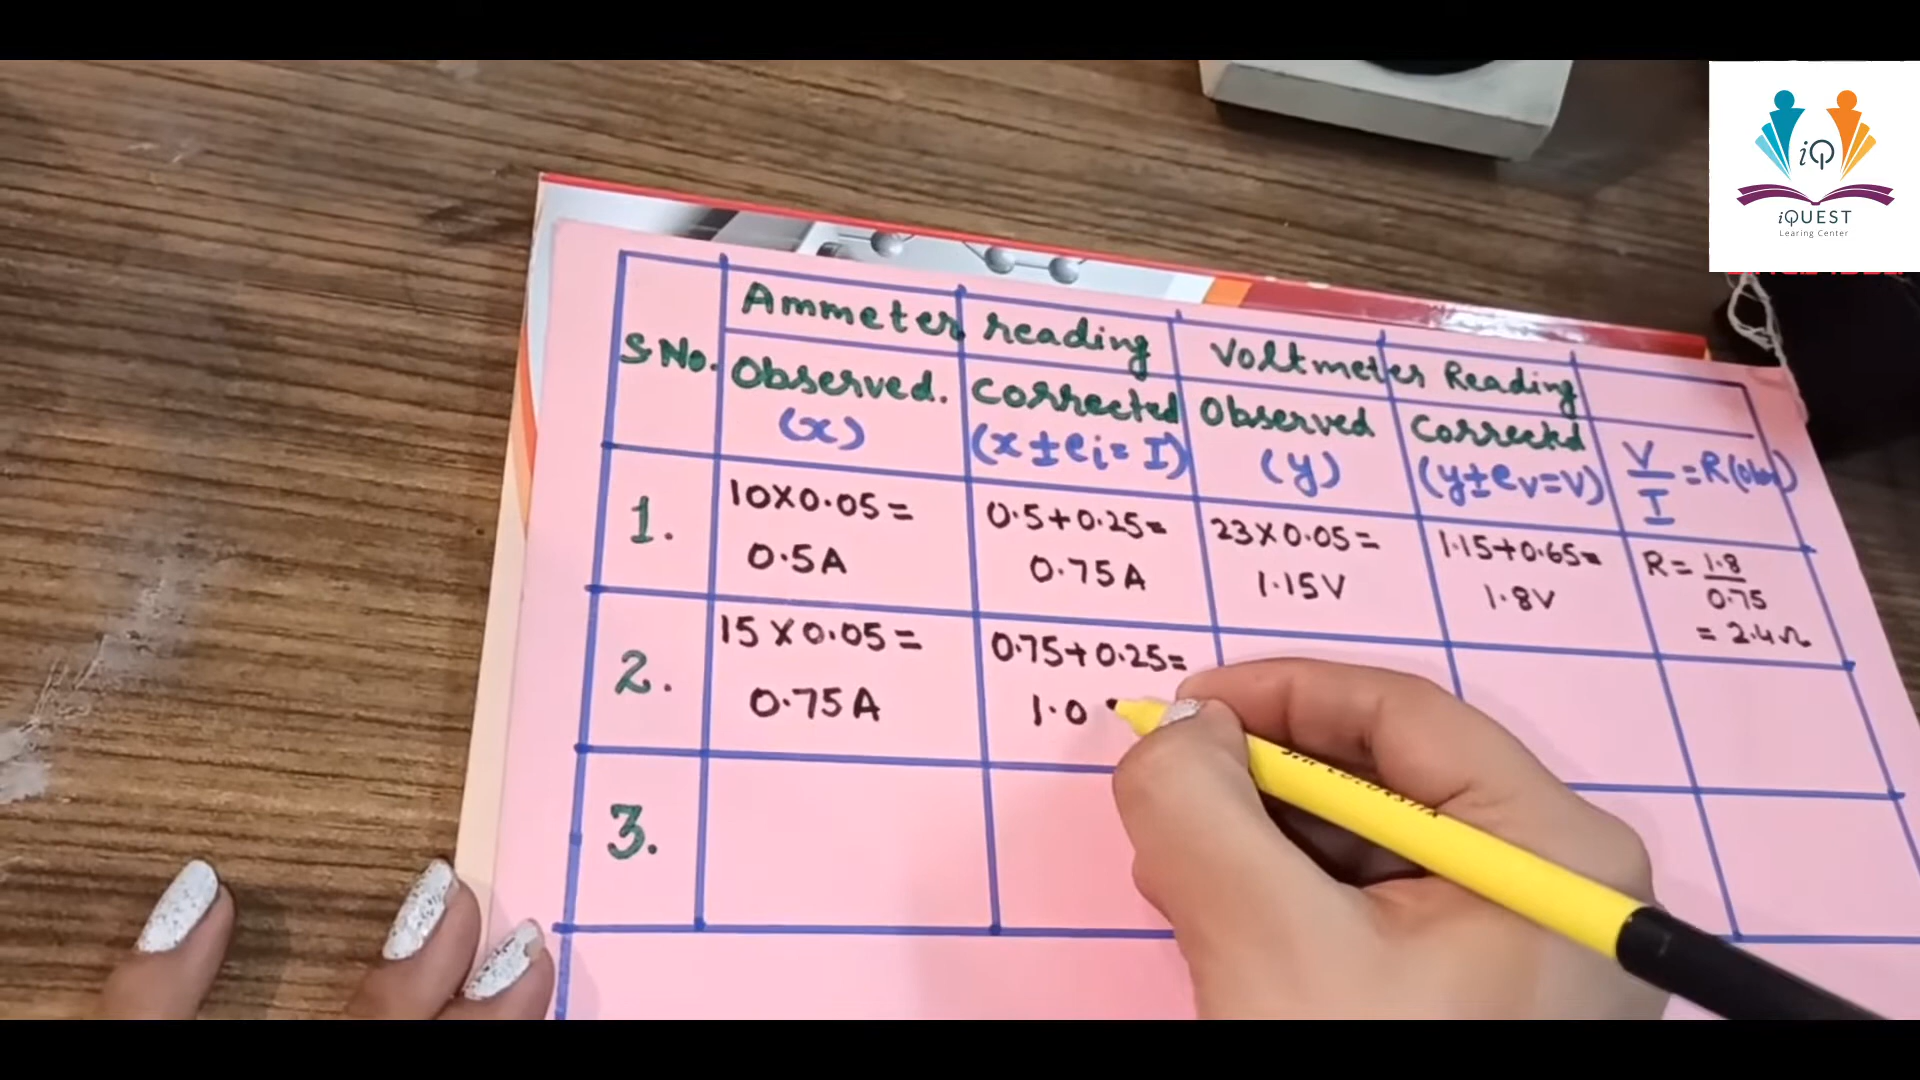 iQ
iQUEST
Learing Center
S.No.
Ammeter reading
Voltmeter Reading
Observed.
(x)
Corrected
(x±ei= I)
Observed
(y)
Corrected
(y±ev=V)
V/I =R(obs)
1.
10×0.05=
0.5A
0.5+0.25=
0.75A
23×0.05=
1.15V
1.15+0.65=
1.8V
R= 1.8/0.75
= 2.4Ω
2.
15×0.05=
0.75A
0.75+0.25=
1.0
3.